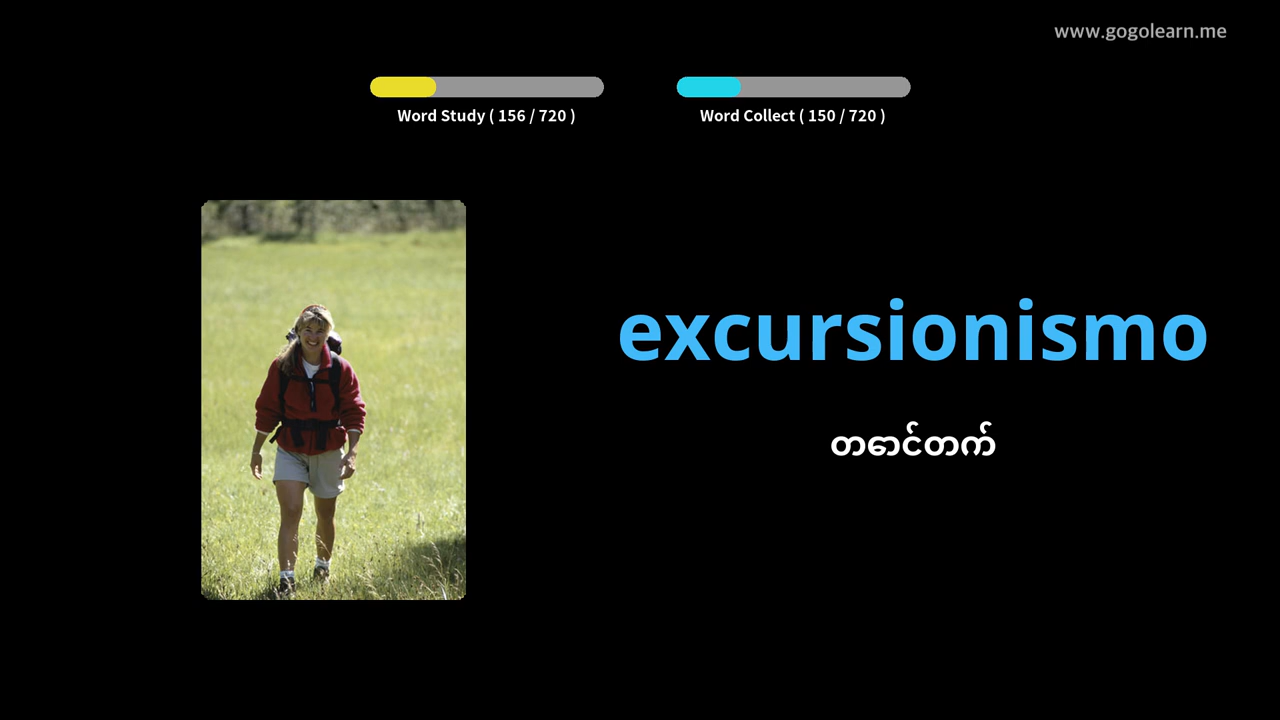 www.gogolearn.me
Word Study ( 156 / 720 )
Word Collect ( 150 / 720 )
excursionismo
တောင်တက်